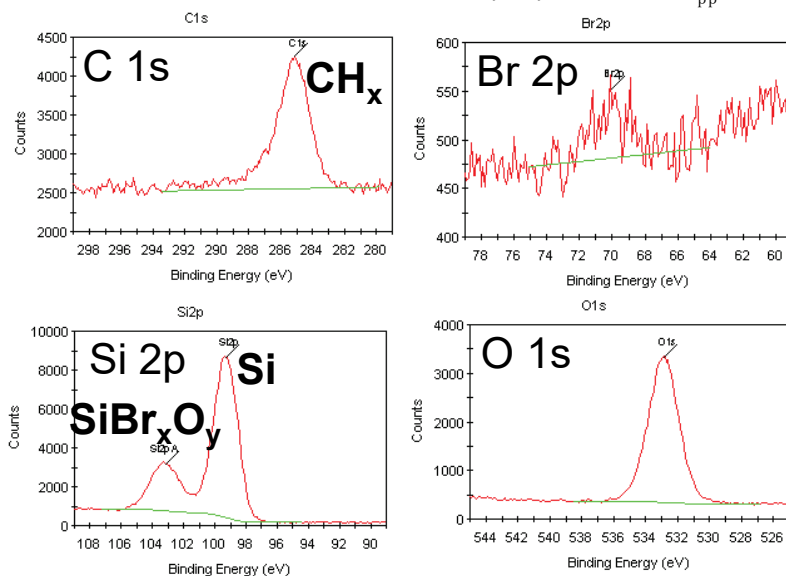 pp
C1s
C 1s
C1s
CHx
Counts
4500
4000
3500
3000
2500
2000
298 296 294 292 290 288 286 284 282 280
Binding Energy (eV)
Br2p
Br 2p
Br2p
Counts
600
550
500
450
400
78 76 74 72 70 68 66 64 62 60
Binding Energy (eV)
Si2p
Si 2p
Si2p
Si
SiBrxOy
Si2p A
Counts
10000
8000
6000
4000
2000
0
108 106 104 102 100 98 96 94 92 90
Binding Energy (eV)
O1s
O 1s
O1s
Counts
4000
3000
2000
1000
0
544 542 540 538 536 534 532 530 528 526
Binding Energy (eV)